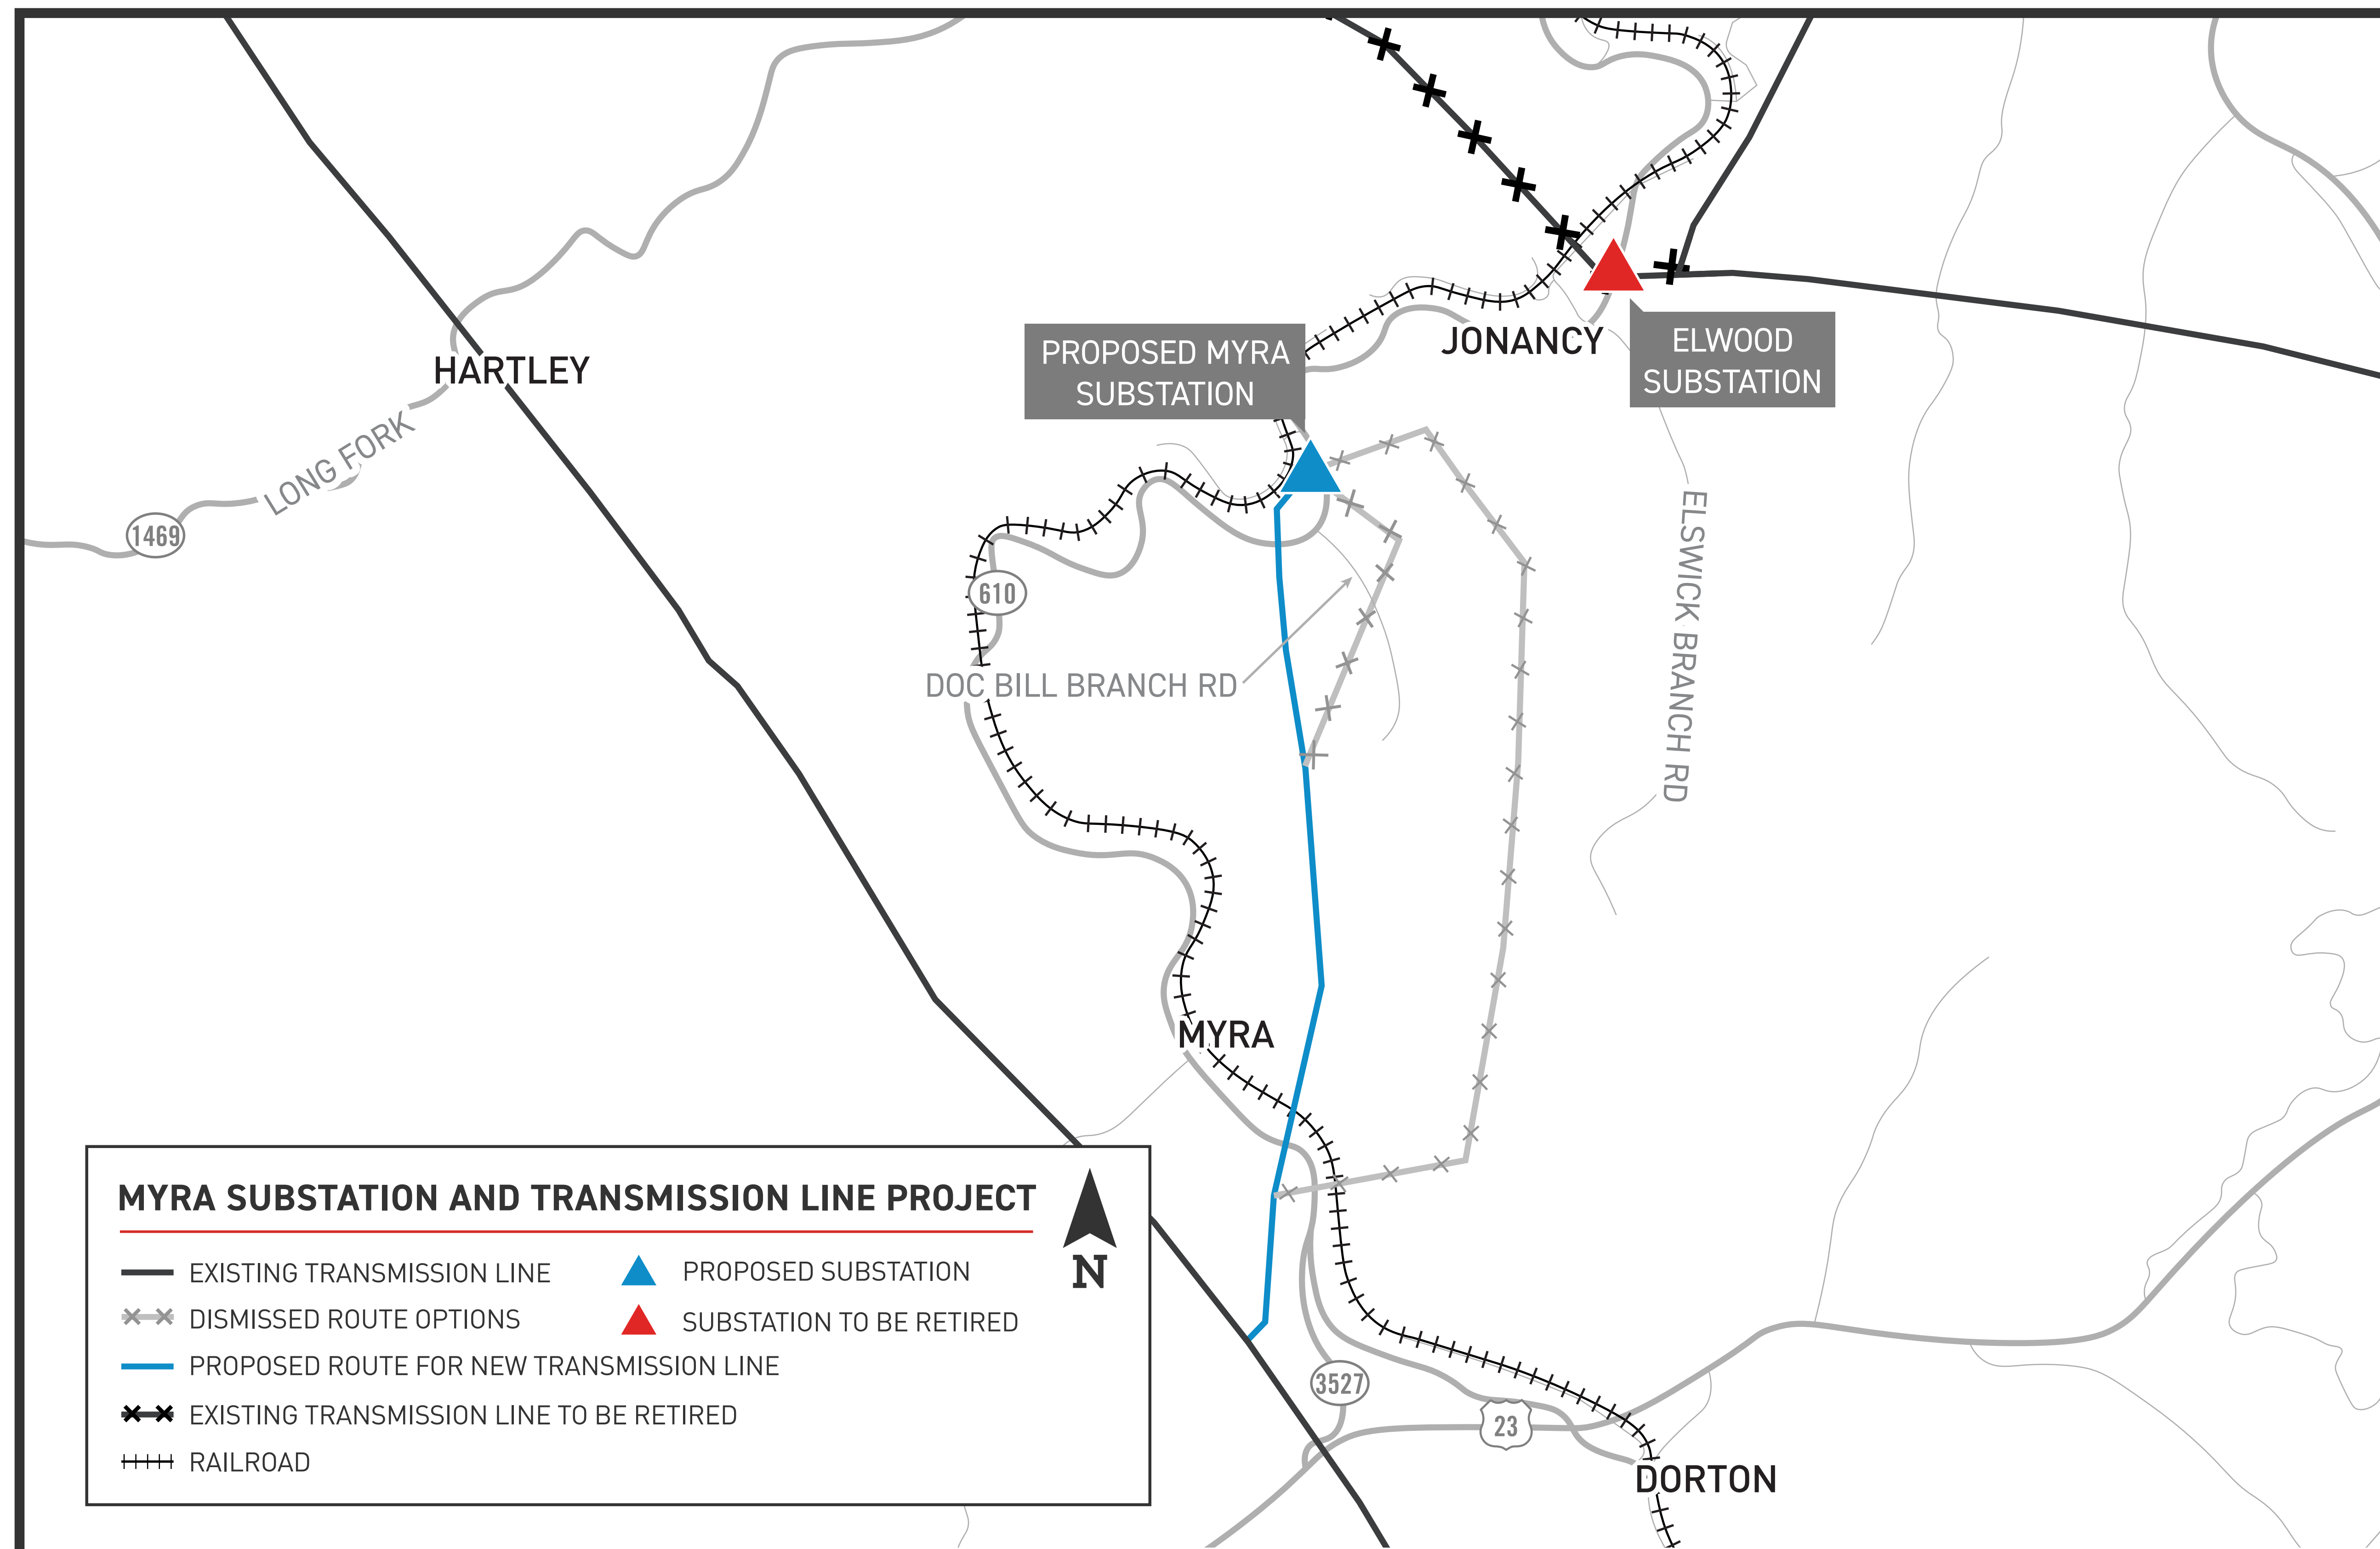 JONANCY
PROPOSED MYRA
SUBSTATION
ELWOOD
SUBSTATION
HARTLEY
LONG FORK
1469
610
DOC BILL BRANCH RD
ELSWICK BRANCH RD
MYRA
MYRA SUBSTATION AND TRANSMISSION LINE PROJECT
N
EXISTING TRANSMISSION LINE
DISMISSED ROUTE OPTIONS
PROPOSED ROUTE FOR NEW TRANSMISSION LINE
EXISTING TRANSMISSION LINE TO BE RETIRED
RAILROAD
PROPOSED SUBSTATION
SUBSTATION TO BE RETIRED
3527
23
DORTON